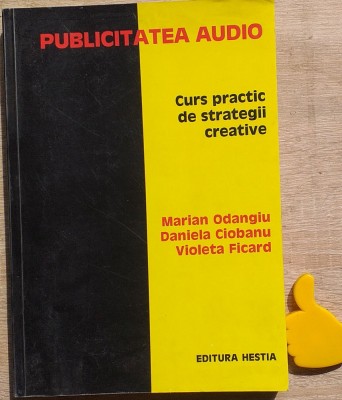 PUBLICITATEA AUDIO
Curs practic
de strategii
creative
Marian Odangiu
Daniela Ciobanu
Violeta Ficard
EDITURA HESTIA